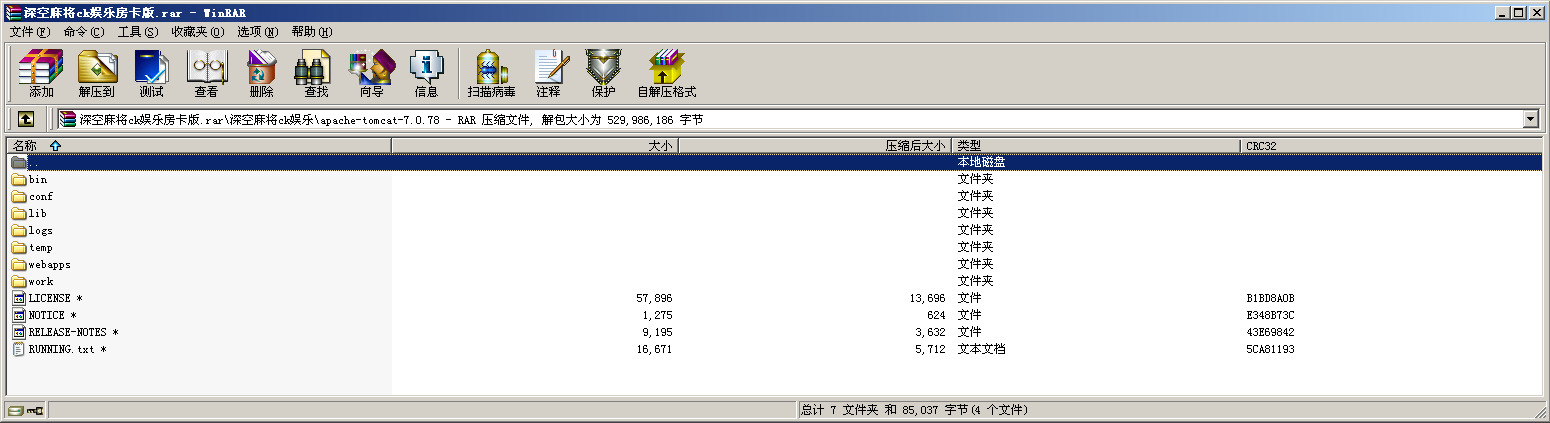 深空麻将ck娱乐房卡版.rar - WinRAR
文件(F) 命令(C) 工具(S) 收藏夹(O) 选项(N) 帮助(H)
添加 解压到 测试 查看 删除 查找 向导 信息 扫描病毒 注释 保护 自解压格式
深空麻将ck娱乐房卡版.rar\深空麻将ck娱乐\apache-tomcat-7.0.78 - RAR 压缩文件, 解包大小为 529,986,186 字节
名称 大小 压缩后大小 类型 CRC32
.. 本地磁盘
bin 文件夹
conf 文件夹
lib 文件夹
logs 文件夹
temp 文件夹
webapps 文件夹
work 文件夹
LICENSE * 57,896 13,696 文件 B1BD8A0B
NOTICE * 1,275 624 文件 E348B73C
RELEASE-NOTES * 9,195 3,632 文件 43E69842
RUNNING.txt * 16,671 5,712 文本文档 5CA81193
总计 7 文件夹 和 85,037 字节(4 个文件)